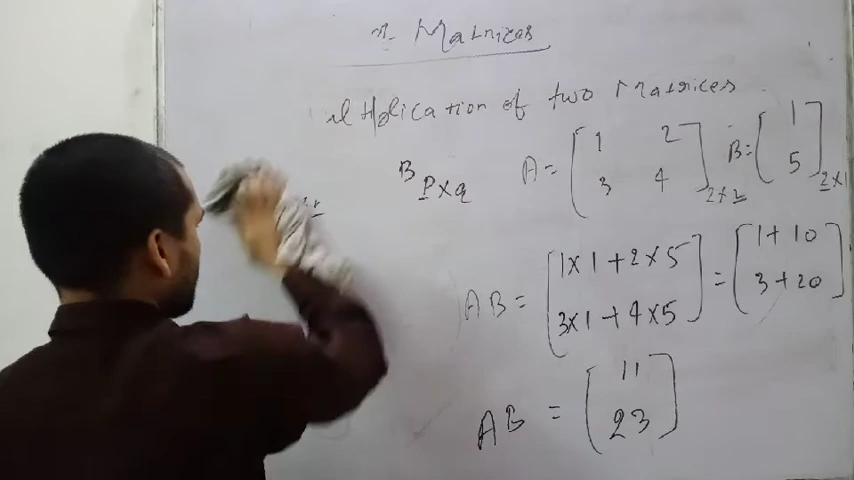 Matrices
of two Matrices
B P×q A = [1 2 3 4] 2×2 B = [1 5] 2×1
AB = [1×1+2×5 3×1+4×5] = [1+10 3+20]
AB = [11 23]